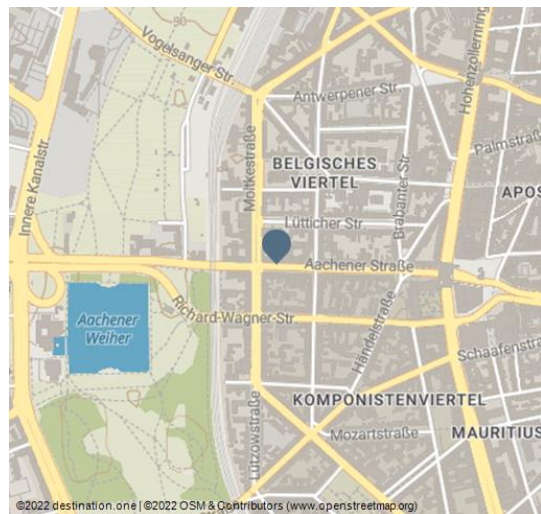 Vogelsanger Str.
Hohenzollernring
Antwerpener Str.
Innere Kanalstr.
Moltkestraße
Palmstraß
BELGISCHES
VIERTEL
Brabanter Str.
APOS
Lütticher Str.
Aachener Straße
Richard-Wagner-Str.
Aachener
Weiher
Händelstraße
Schaafenstra
KOMPONISTENVIERTEL
Lützowstraße
Mozartstraße
MAURITIUS
©2022 destination.one | ©2022 OSM & Contributors (www.openstreetmap.org)